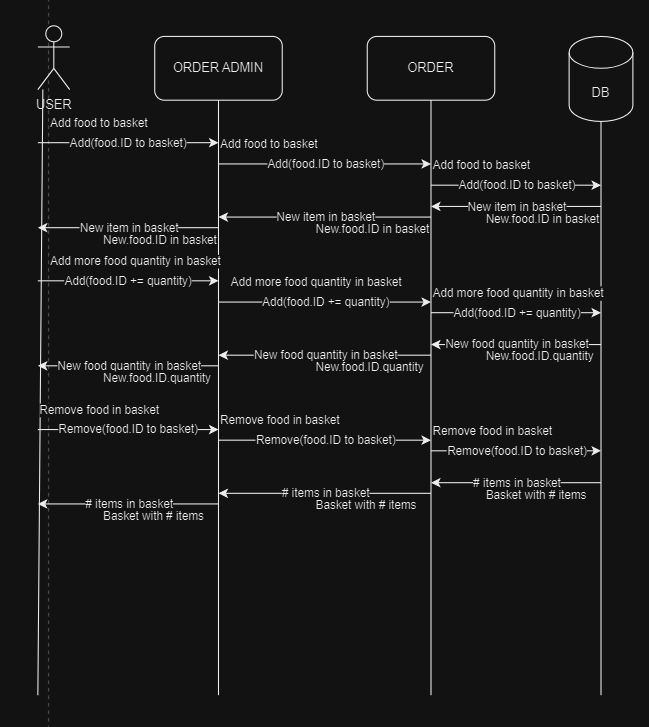 ORDER ADMIN
ORDER
DB
USER
Add food to basket
Add(food.ID to basket)
Add food to basket
Add(food.ID to basket)
Add food to basket
Add(food.ID to basket)
New item in basket
New.food.ID in basket
New item in basket
New.food.ID in basket
New item in basket
New.food.ID in basket
Add more food quantity in basket
Add(food.ID += quantity)
Add more food quantity in basket
Add(food.ID += quantity)
Add more food quantity in basket
Add(food.ID += quantity)
New food quantity in basket
New.food.ID.quantity
New food quantity in basket
New.food.ID.quantity
New food quantity in basket
New.food.ID.quantity
Remove food in basket
Remove(food.ID to basket)
Remove food in basket
Remove(food.ID to basket)
Remove food in basket
Remove(food.ID to basket)
# items in basket
Basket with # items
# items in basket
Basket with # items
# items in basket
Basket with # items